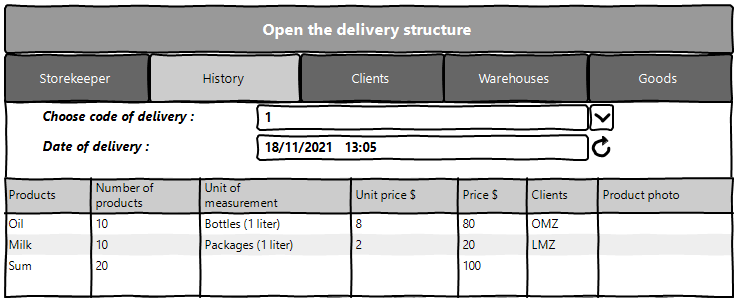 Open the delivery structure
Storekeeper History Clients Warehouses Goods
Choose code of delivery : 1
Date of delivery : 18/11/2021 13:05
Products Number of products Unit of measurement Unit price $ Price $ Clients Product photo
Oil 10 Bottles (1 liter) 8 80 OMZ
Milk 10 Packages (1 liter) 2 20 LMZ
Sum 20 100